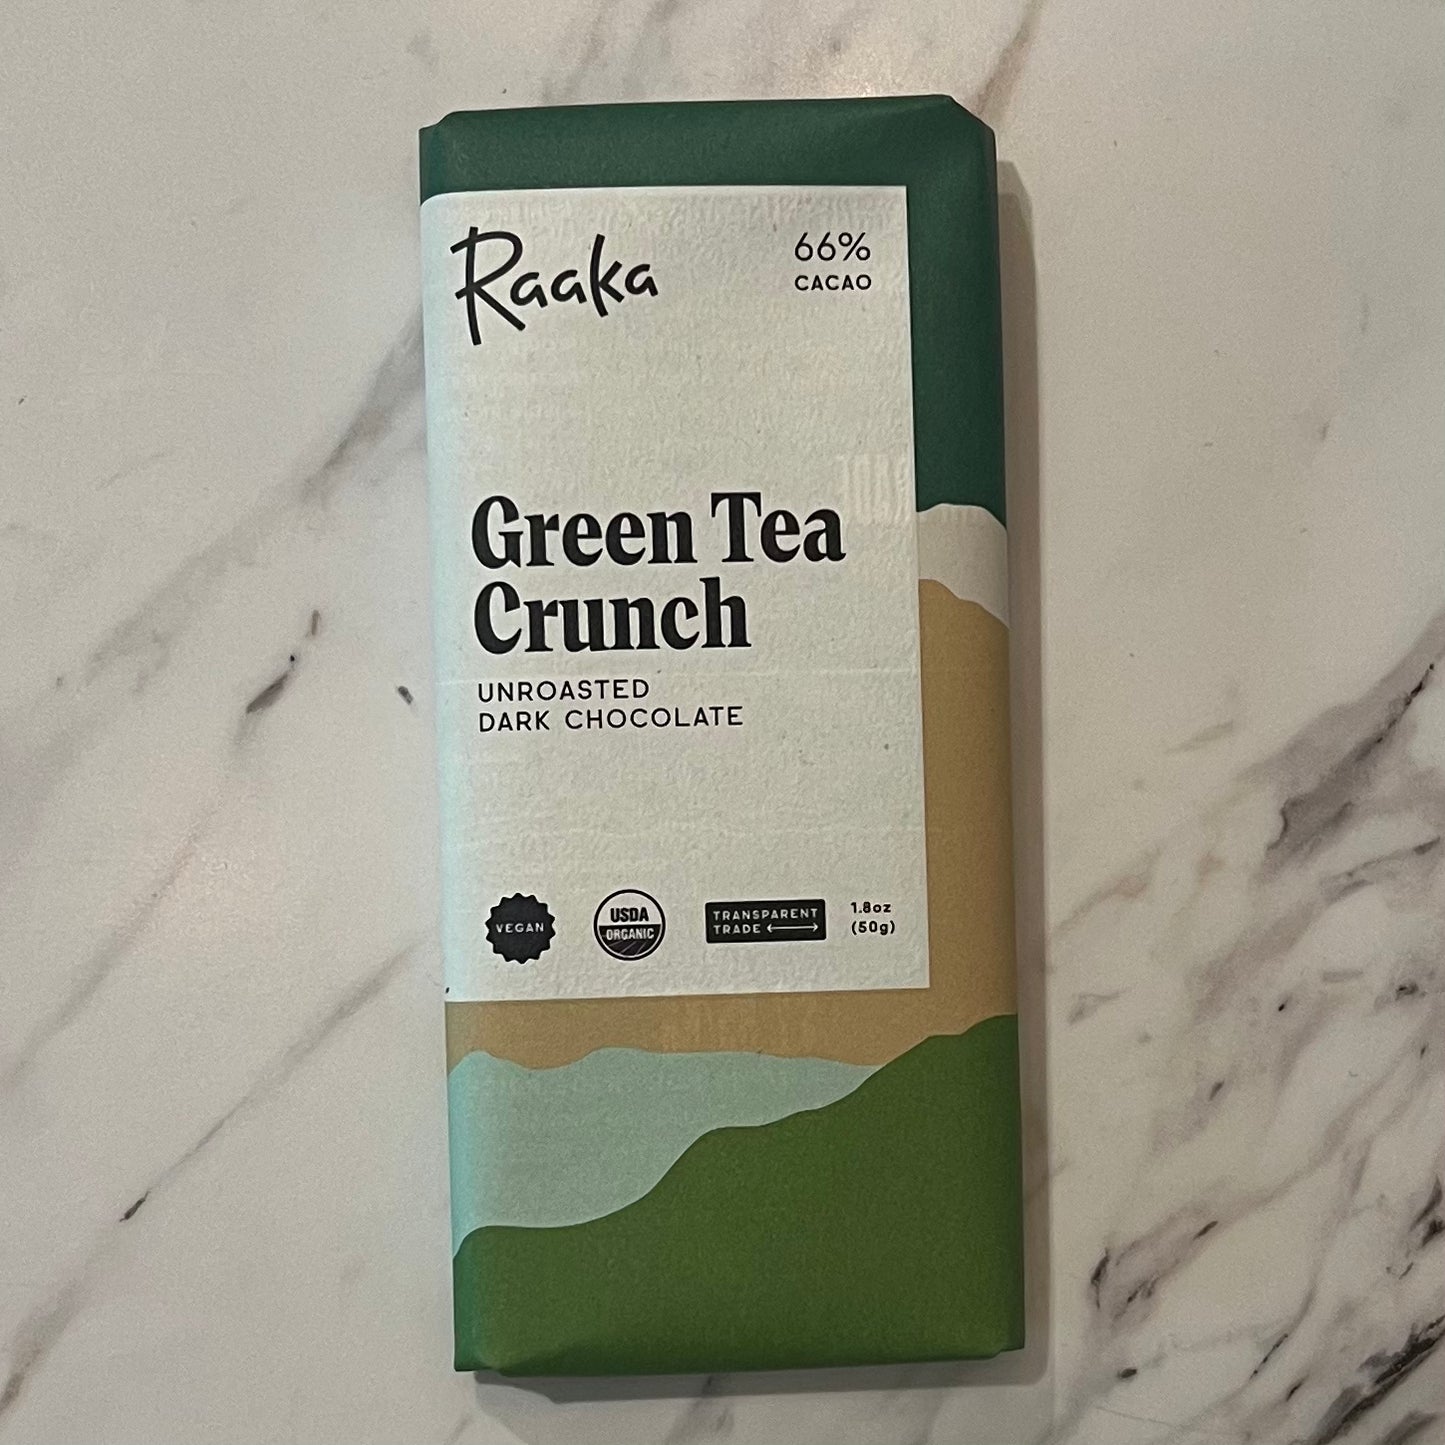 Raaka
66%
CACAO
Green Tea
Crunch
UNROASTED
DARK CHOCOLATE
VEGAN
USDA
ORGANIC
TRANSPARENT
TRADE
1.8oz
(50g)